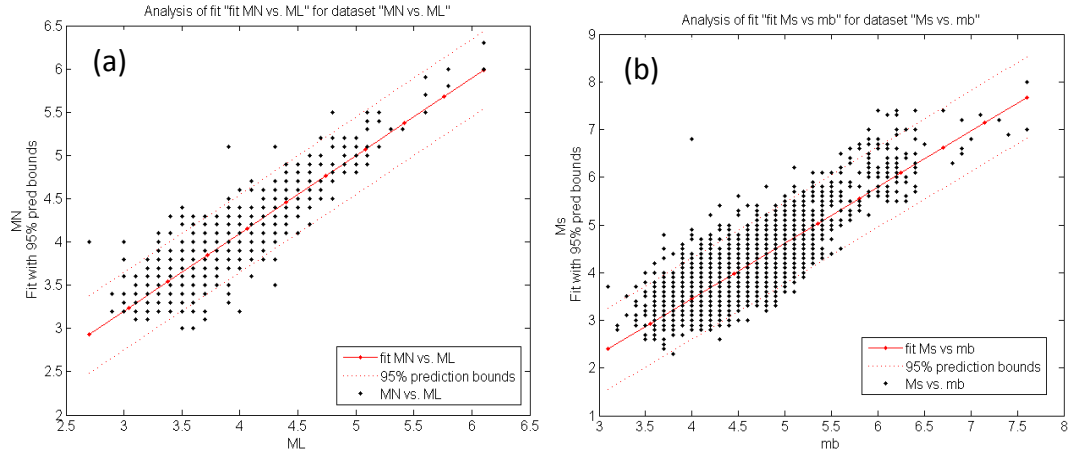 Analysis of fit "fit MN vs. ML" for dataset "MN vs. ML"
(a)
6.5
6
5.5
5
4.5
4
3.5
3
2.5
2
MN
Fit with 95% pred bounds
fit MN vs. ML
95% prediction bounds
MN vs. ML
2.5 3 3.5 4 4.5 5 5.5 6 6.5
ML
Analysis of fit "fit Ms vs mb" for dataset "Ms vs. mb"
(b)
9
8
7
6
5
4
3
2
1
Ms
Fit with 95% pred bounds
fit Ms vs mb
95% prediction bounds
Ms vs. mb
3 3.5 4 4.5 5 5.5 6 6.5 7 7.5 8
mb